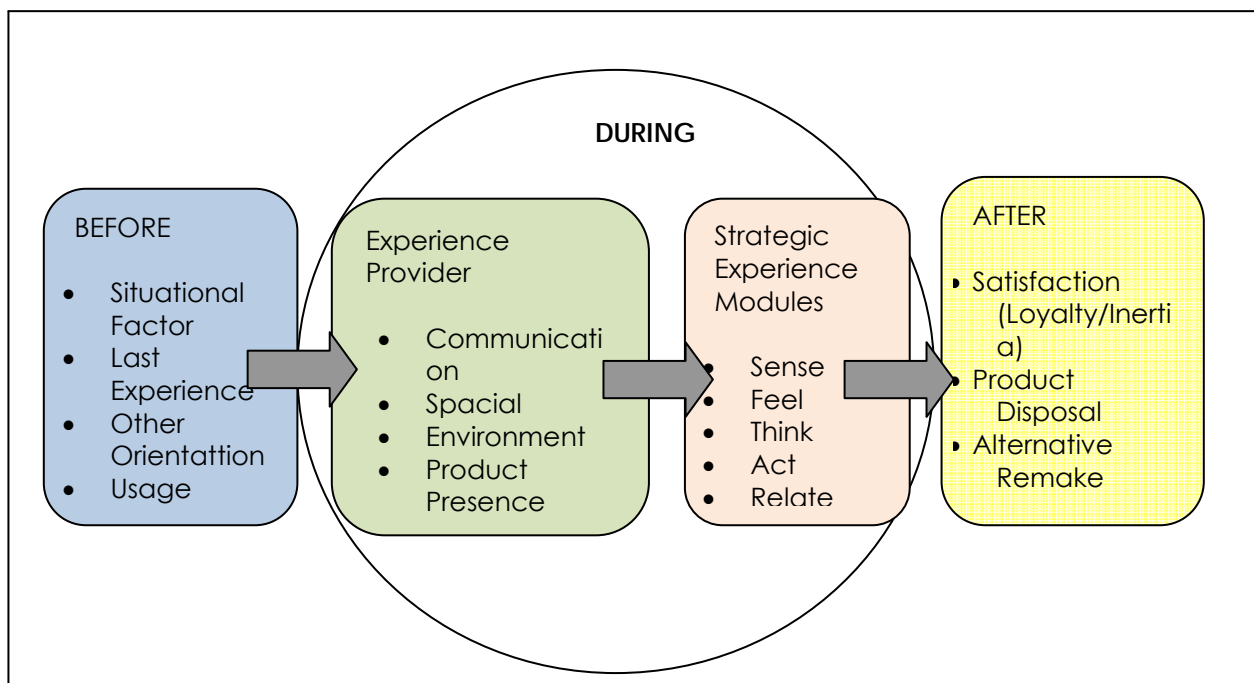 DURING
BEFORE
• Situational
Factor
• Last
Experience
• Other
Orientattion
• Usage
Experience
Provider
• Communicati
on
• Spacial
• Environment
• Product
Presence
Strategic
Experience
Modules
• Sense
• Feel
• Think
• Act
• Relate
AFTER
• Satisfaction
(Loyalty/Inerti
a)
• Product
Disposal
• Alternative
Remake